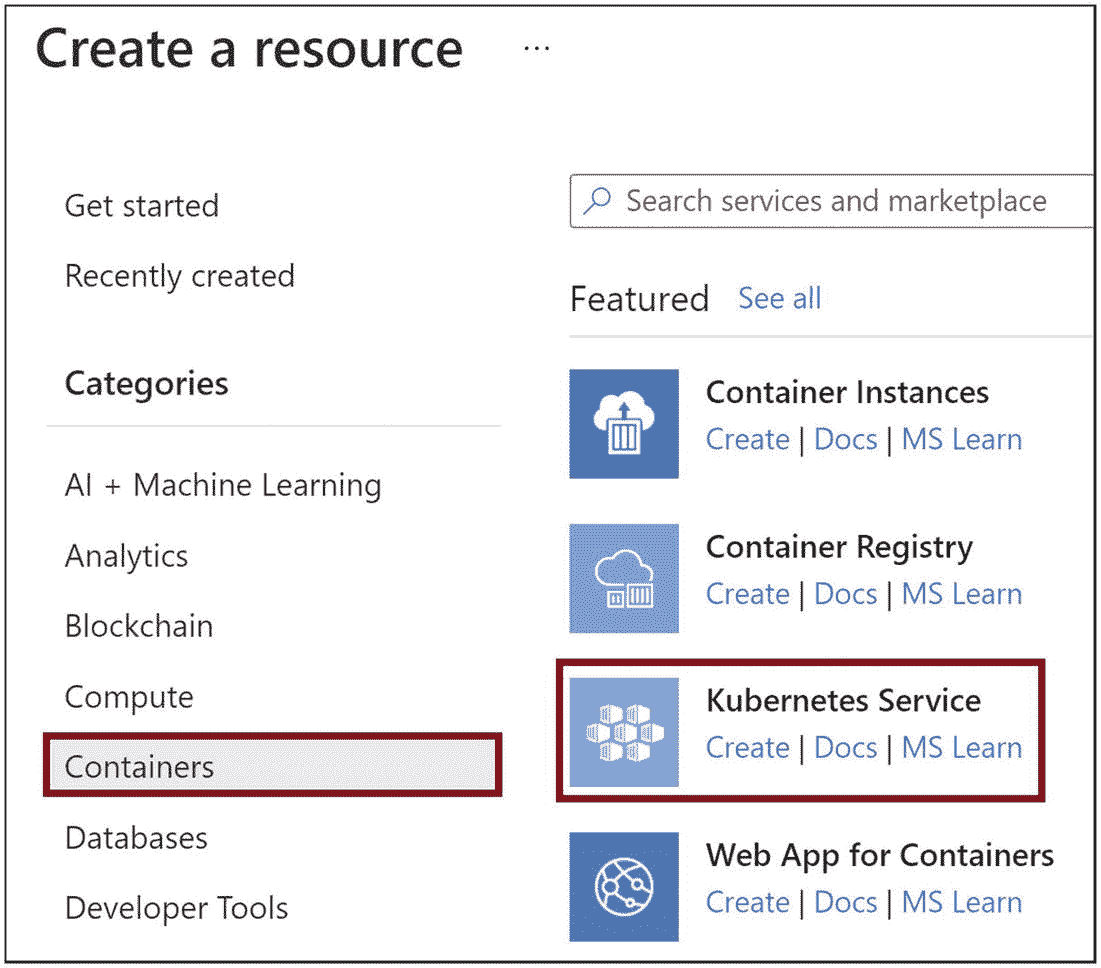 Create a resource ...
Get started
Recently created
Categories
AI + Machine Learning
Analytics
Blockchain
Compute
Containers
Databases
Developer Tools
Search services and marketplace
Featured See all
Container Instances
Create | Docs | MS Learn
Container Registry
Create | Docs | MS Learn
Kubernetes Service
Create | Docs | MS Learn
Web App for Containers
Create | Docs | MS Learn